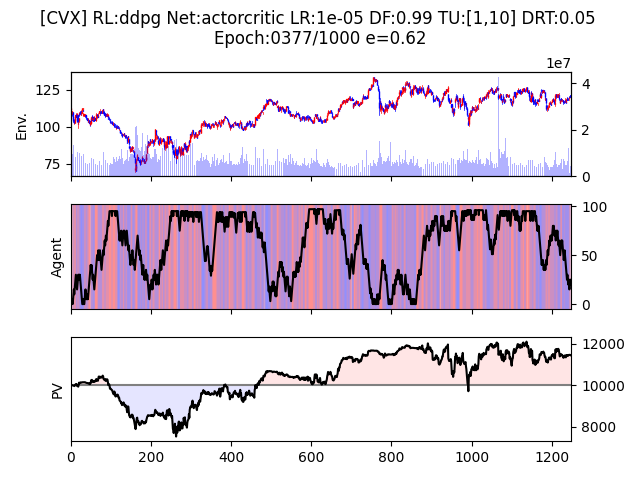 [CVX] RL:ddpg Net:actorcritic LR:1e-05 DF:0.99 TU:[1,10] DRT:0.05
Epoch:0377/1000 e=0.62
1e7
125
100
75
Env.
4
2
0
Agent
100
50
0
PV
12000
10000
8000
0 200 400 600 800 1000 1200